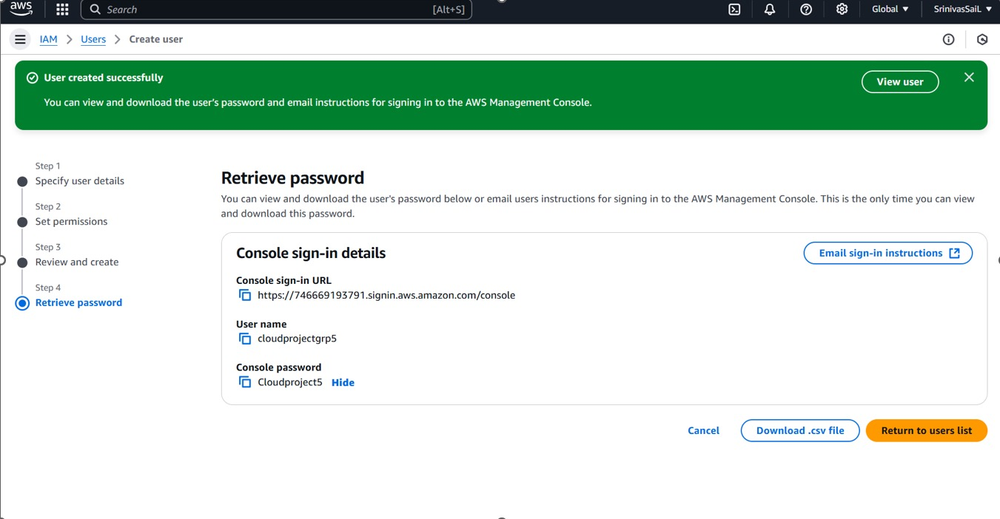 aws
Search
[Alt+S]
Global
SrinivasSaiL
IAM
Users
Create user
User created successfully
You can view and download the user's password and email instructions for signing in to the AWS Management Console.
View user
Step 1
Specify user details
Step 2
Set permissions
Step 3
Review and create
Step 4
Retrieve password
Retrieve password
You can view and download the user's password below or email users instructions for signing in to the AWS Management Console. This is the only time you can view
and download this password.
Console sign-in details
Email sign-in instructions
Console sign-in URL
https://746669193791.signin.aws.amazon.com/console
User name
cloudprojectgrp5
Console password
Cloudproject5 Hide
Cancel
Download .csv file
Return to users list